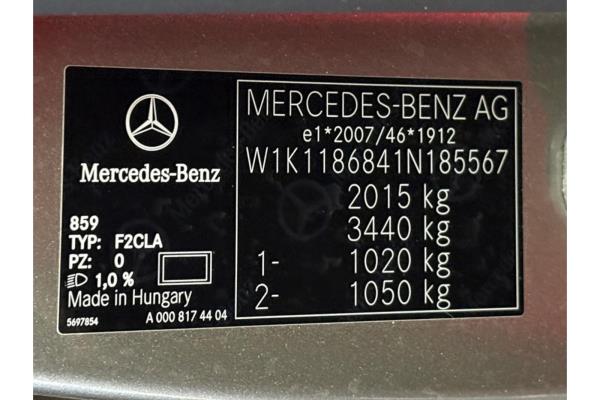 Mercedes-Benz
859
TYP: F2CLA
PZ: 0
1,0 %
Made in Hungary
5697854
A 000 817 44 04
MERCEDES-BENZ AG
e1*2007/46*1912
W1K1186841N185567
2015 kg
3440 kg
1- 1020 kg
2- 1050 kg